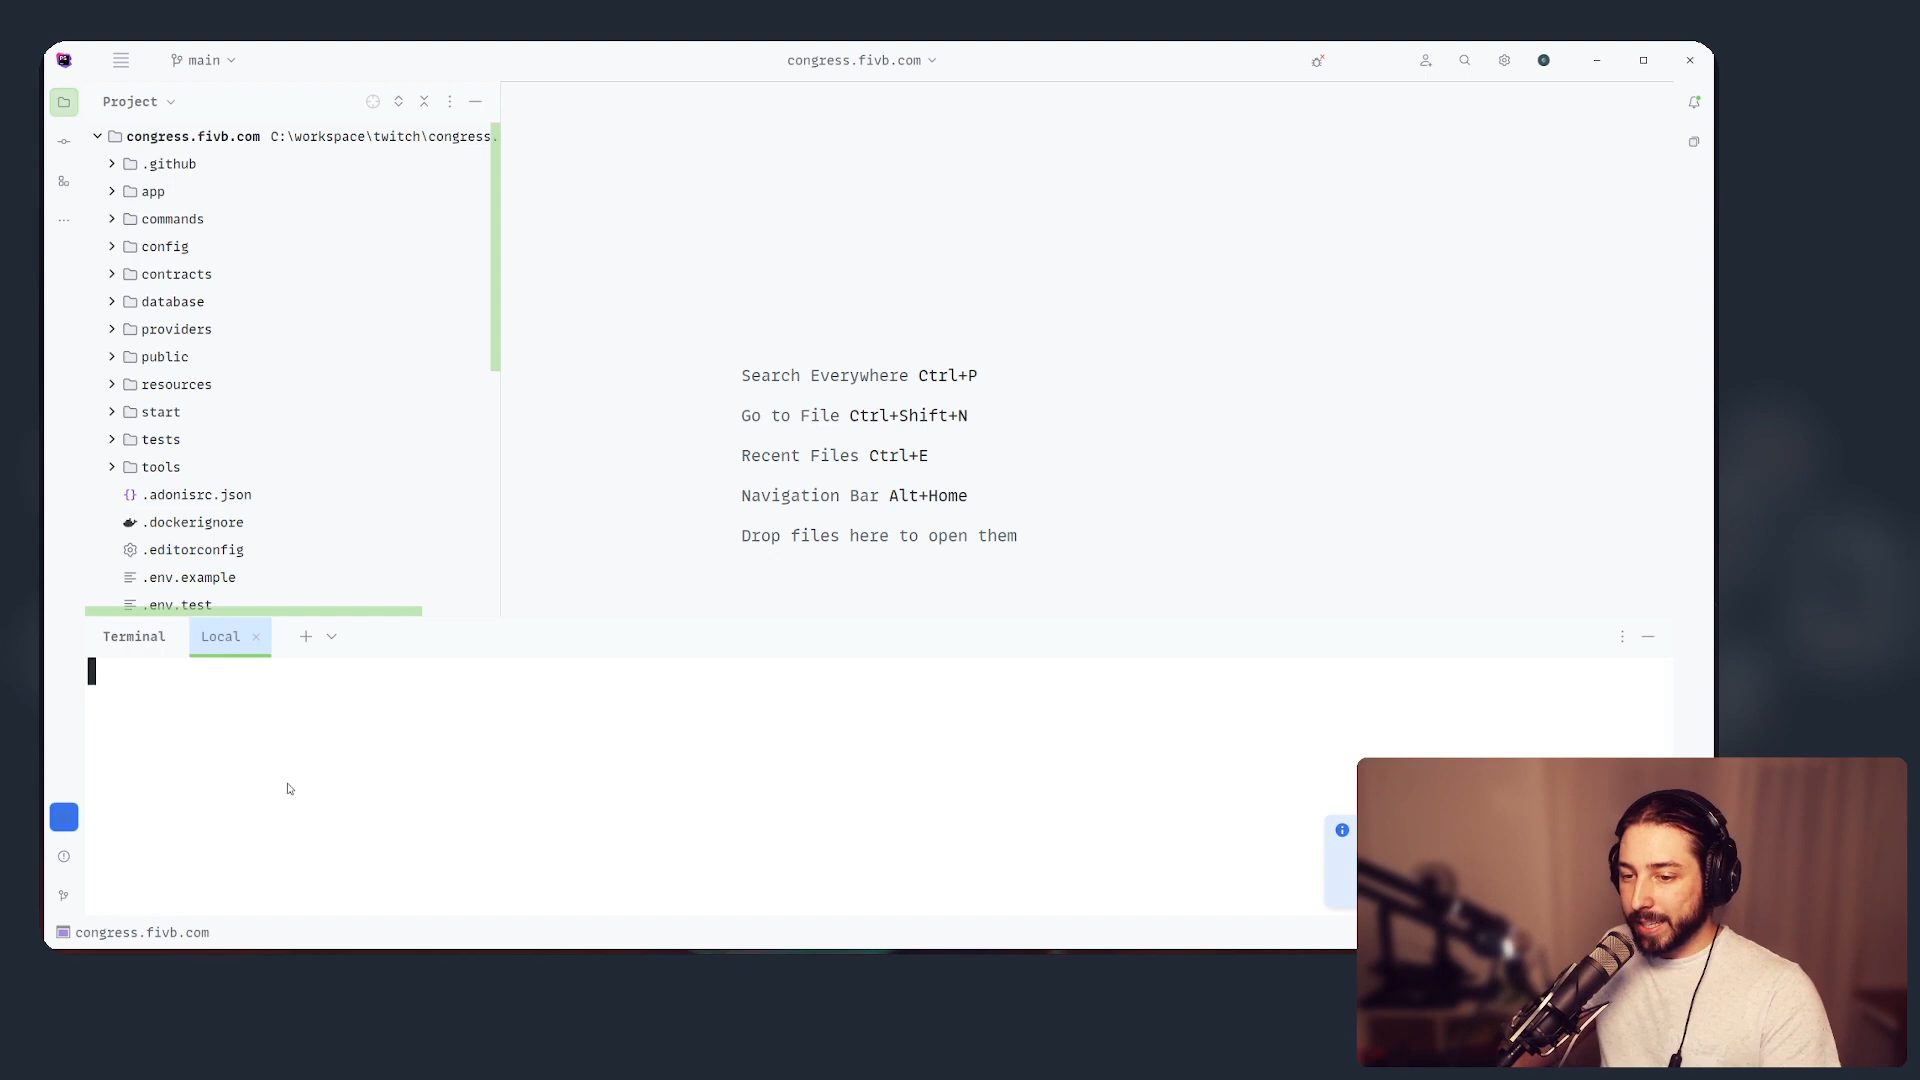 main
congress.fivb.com
Project
congress.fivb.com C:\workspace\twitch\congress.
.github
app
commands
config
contracts
database
providers
public
resources
start
tests
tools
.adonisrc.json
.dockerignore
.editorconfig
.env.example
.env.test
Search Everywhere Ctrl+P
Go to File Ctrl+Shift+N
Recent Files Ctrl+E
Navigation Bar Alt+Home
Drop files here to open them
Terminal Local
congress.fivb.com